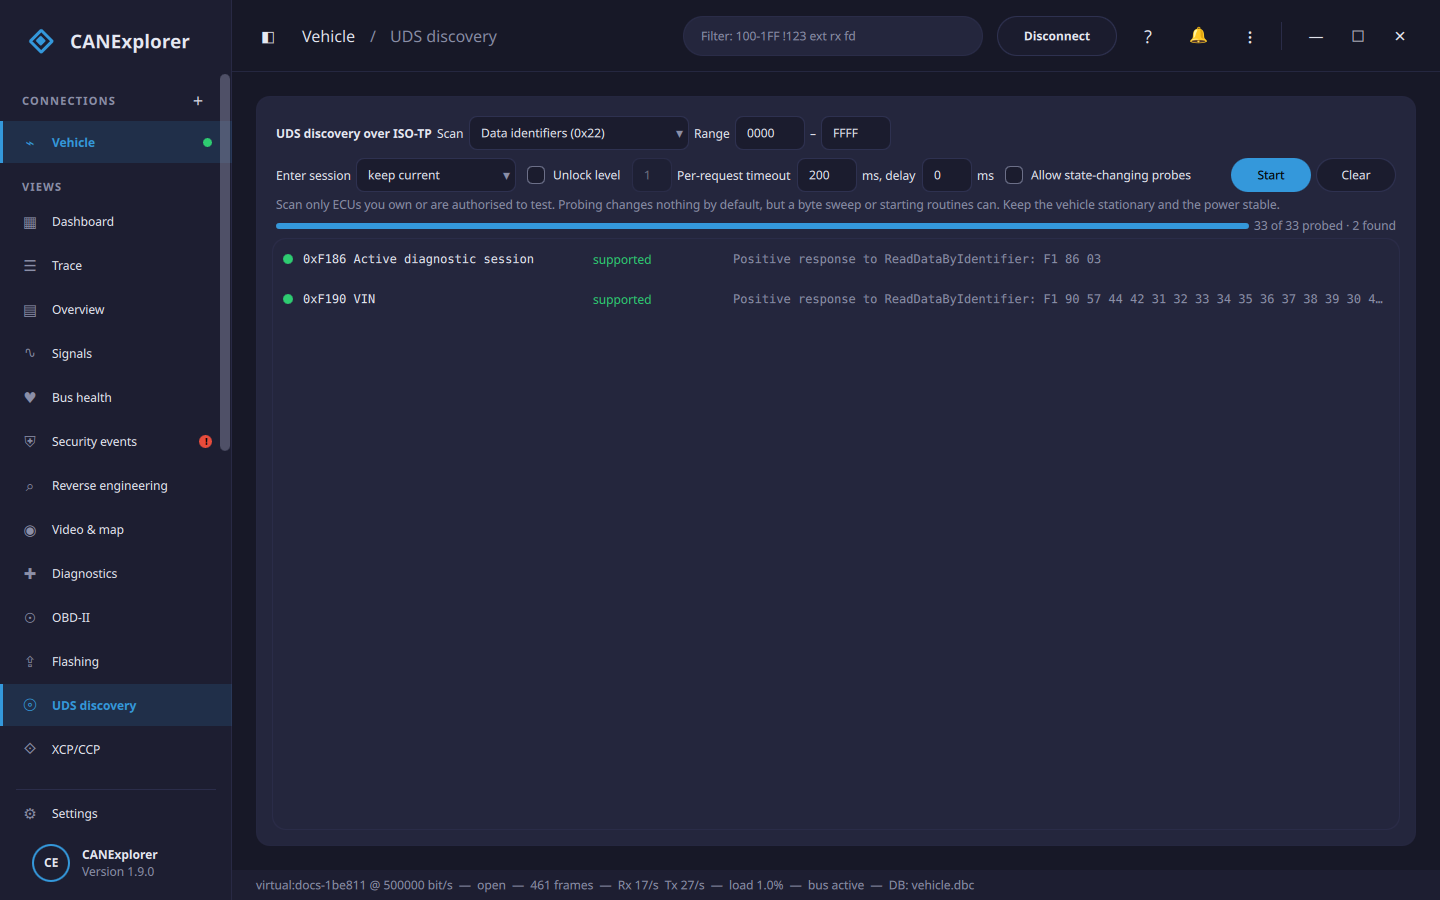 CANExplorer
CONNECTIONS +
Vehicle
VIEWS
Dashboard
Trace
Overview
Signals
Bus health
Security events !
Reverse engineering
Video & map
Diagnostics
OBD-II
Flashing
UDS discovery
XCP/CCP
Settings
CE
CANExplorer
Version 1.9.0
Vehicle / UDS discovery
Filter: 100-1FF !123 ext rx fd
Disconnect
?
UDS discovery over ISO-TP Scan Data identifiers (0x22) Range 0000 – FFFF
Enter session keep current Unlock level 1 Per-request timeout 200 ms, delay 0 ms Allow state-changing probes Start Clear
Scan only ECUs you own or are authorised to test. Probing changes nothing by default, but a byte sweep or starting routines can. Keep the vehicle stationary and the power stable.
33 of 33 probed · 2 found
0xF186 Active diagnostic session supported Positive response to ReadDataByIdentifier: F1 86 03
0xF190 VIN supported Positive response to ReadDataByIdentifier: F1 90 57 44 42 31 32 33 34 35 36 37 38 39 30 4…
virtual:docs-1be811 @ 500000 bit/s — open — 461 frames — Rx 17/s Tx 27/s — load 1.0% — bus active — DB: vehicle.dbc